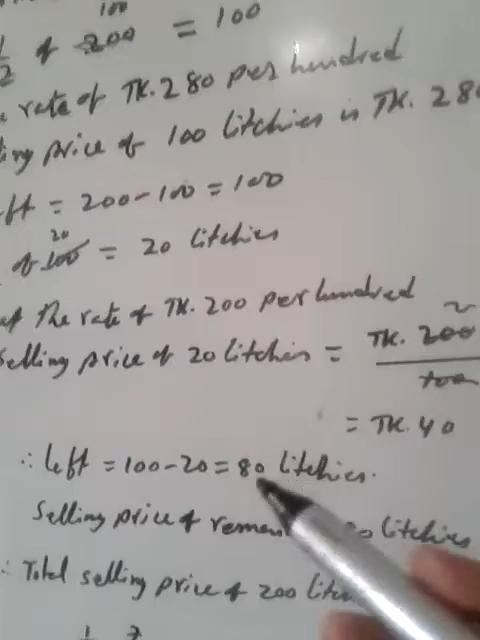 100
1/2 of 200 = 100
rate of TK. 280 per hundred
price of 100 litchies is TK. 280
= 200 - 100 = 100
20
of 100 = 20 litchies
at the rate of TK. 200 per hundred
2
Selling price of 20 litchies = TK. 200
100
= TK. 40
∴ left = 100 - 20 = 80 litchies.
Selling price of litchies
∴ Total selling price of 200